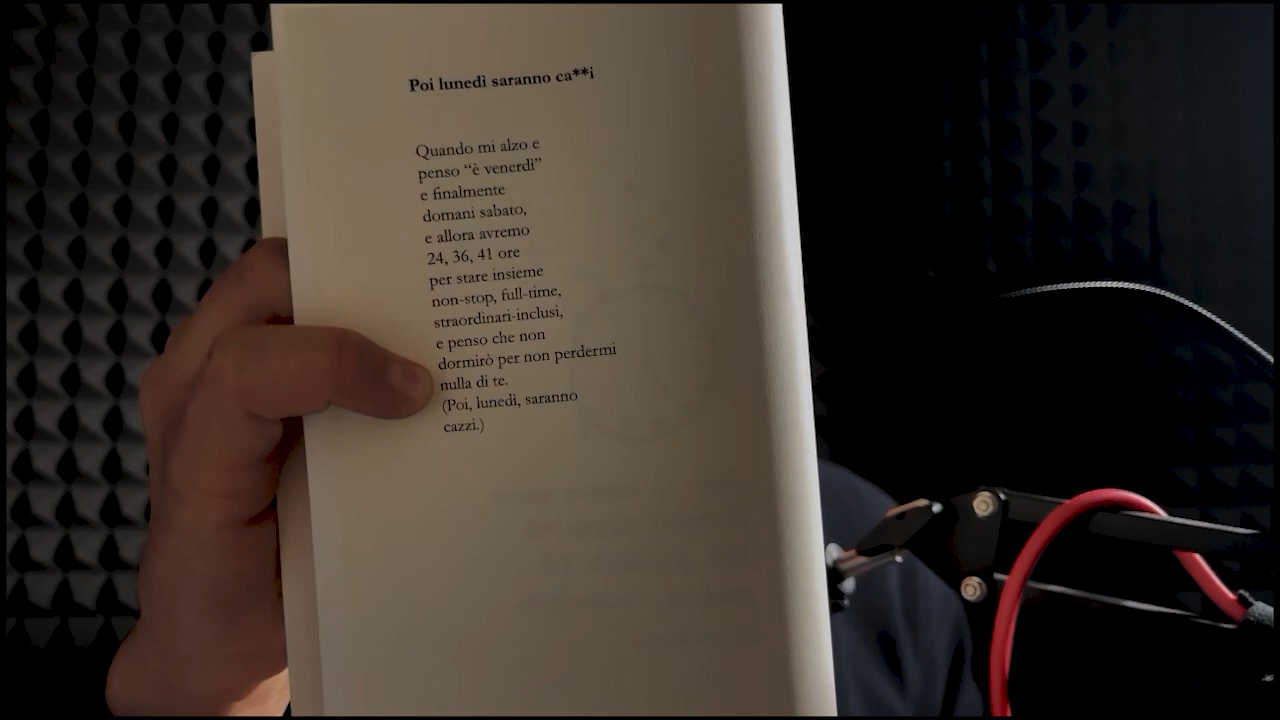 Poi lunedì saranno ca**i
Quando mi alzo e
penso “è venerdì”
e finalmente
domani sabato,
e allora avremo
24, 36, 41 ore
per stare insieme
non-stop, full-time,
straordinari-inclusi,
e penso che non
dormirò per non perdermi
nulla di te.
(Poi, lunedì, saranno
cazzi.)